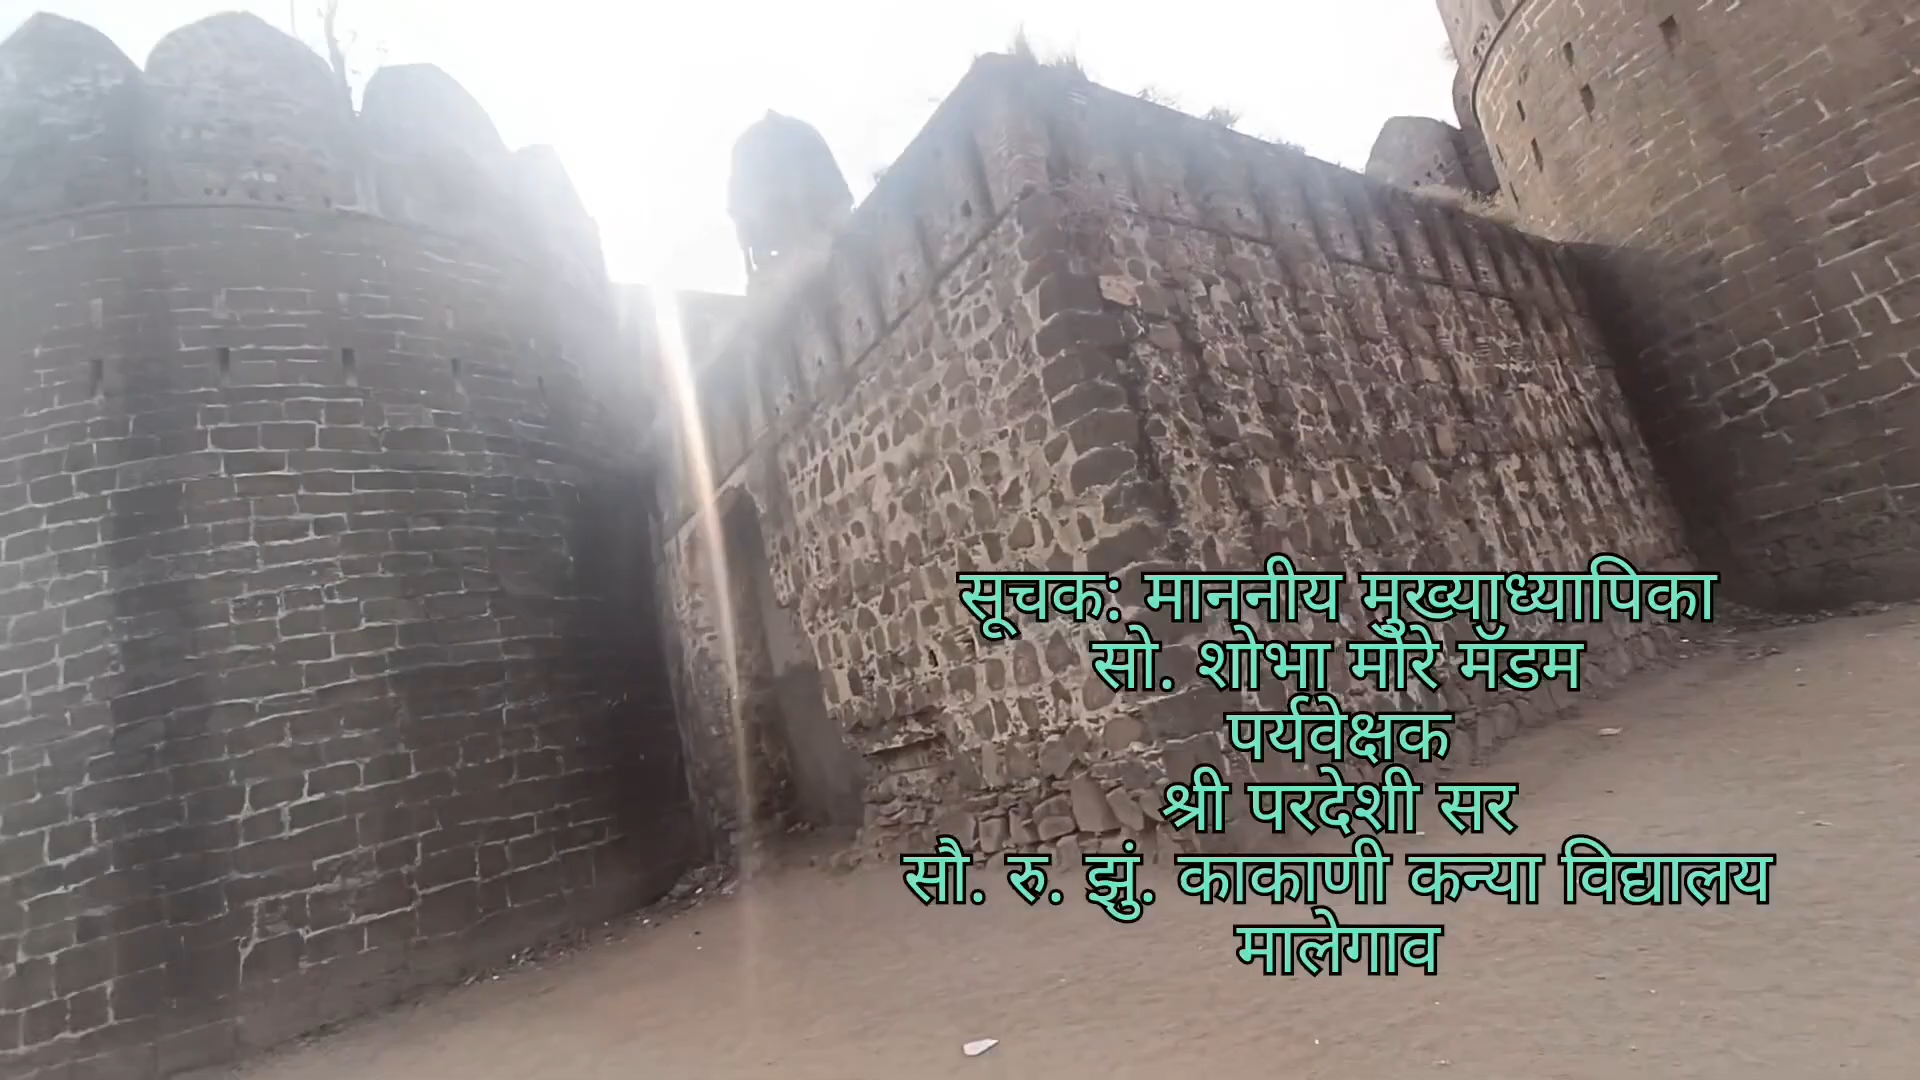 सूचक: माननीय मुख्याध्यापिका
सो. शोभा मोरे मॅडम
पर्यवेक्षक
श्री परदेशी सर
सौ. रु. झुं. काकाणी कन्या विद्यालय
मालेगाव